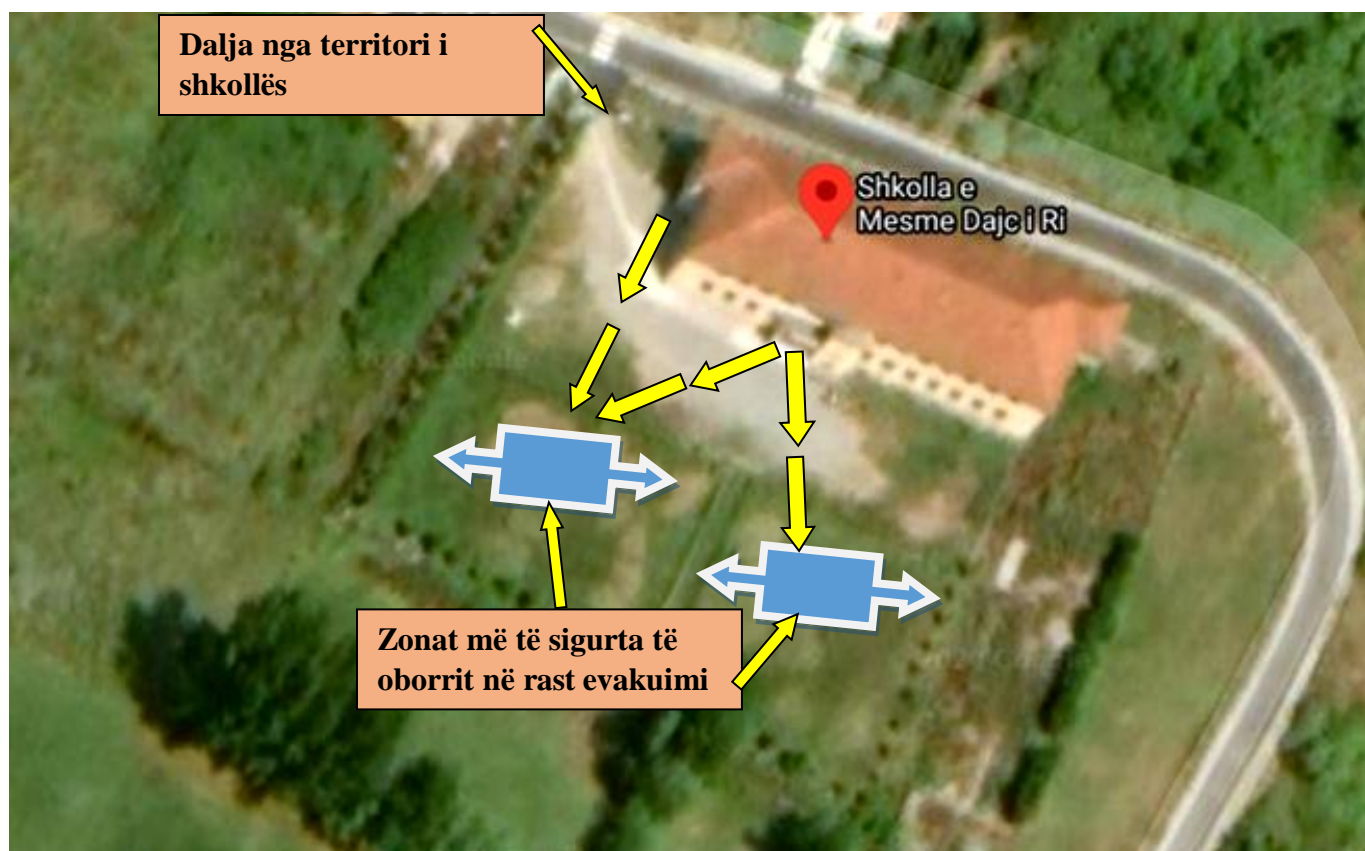 Dalja nga territori i
shkollës
Shkolla e
Mesme Dajc i Ri
Zonat më të sigurta të
oborrit në rast evakuimi